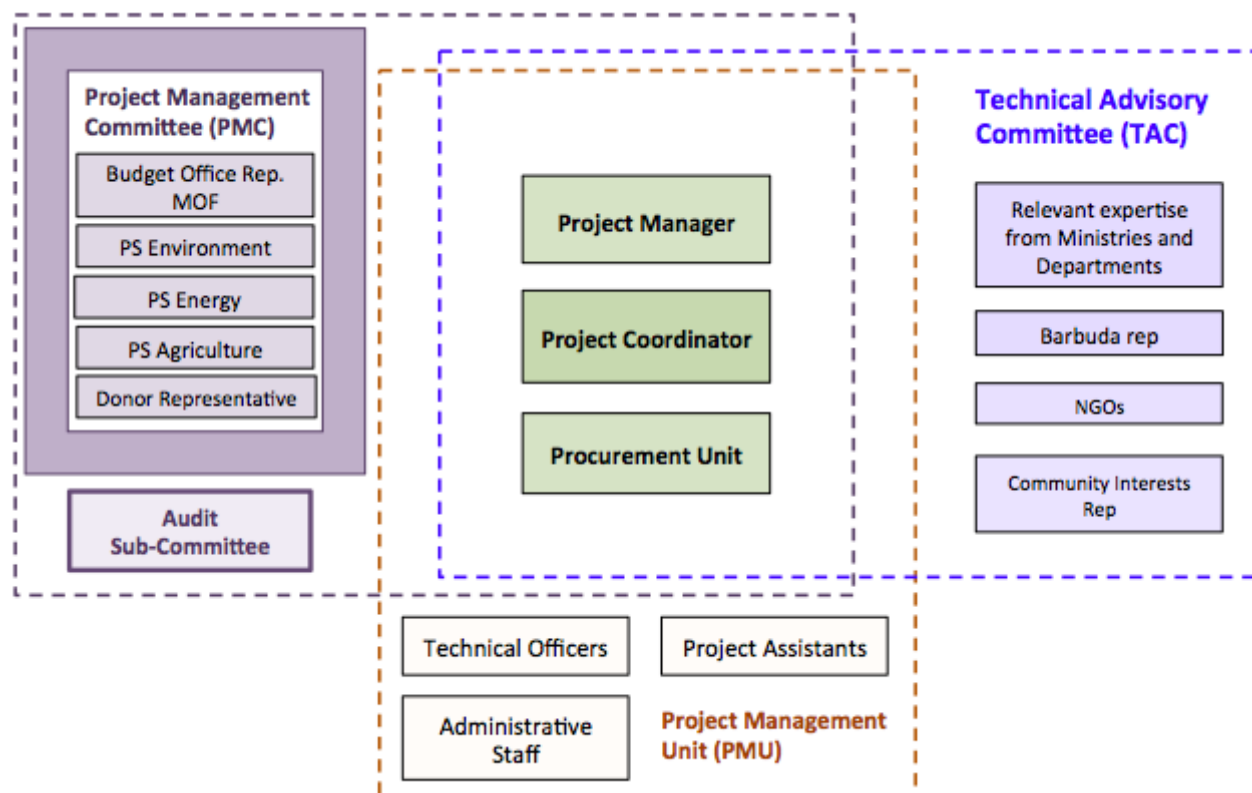 Project Management
Committee (PMC)
Budget Office Rep.
MOF
PS Environment
PS Energy
PS Agriculture
Donor Representative
Audit
Sub-Committee
Project Manager
Project Coordinator
Procurement Unit
Technical Advisory
Committee (TAC)
Relevant expertise
from Ministries and
Departments
Barbuda rep
NGOs
Community Interests
Rep
Technical Officers
Project Assistants
Administrative
Staff
Project Management
Unit (PMU)